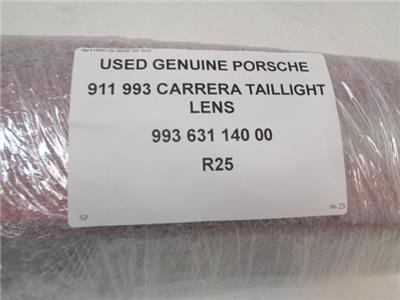 USED GENUINE PORSCHE
911 993 CARRERA TAILLIGHT
LENS
993 631 140 00
R25
SP
06/23